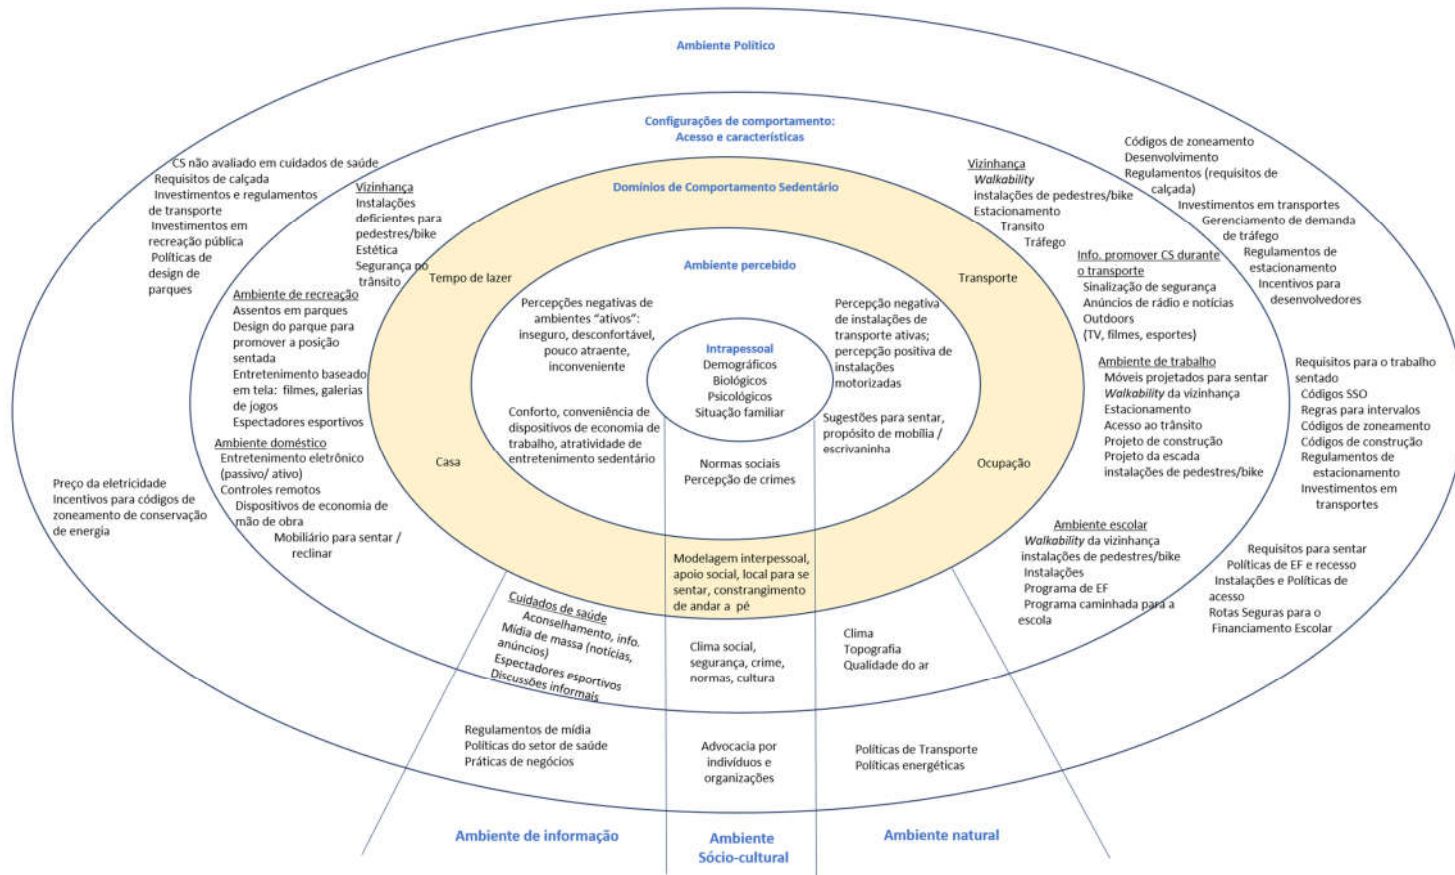 Ambiente Político
Configurações de comportamento:
Acesso e características
Domínios de Comportamento Sedentário
Ambiente percebido
Intrapessoal
Demográficos
Biológicos
Psicológicos
Situação familiar
CS não avaliado em cuidados de saúde
Requisitos de calçada
Investimentos e regulamentos
de transporte
Investimentos em
recreação pública
Políticas de
design de
parques
Vizinhança
Instalações
deficientes para
pedestres/bike
Estética
Segurança no
trânsito
Tempo de lazer
Ambiente de recreação
Assentos em parques
Design do parque para
promover a posição
sentada
Entretenimento baseado
em tela: filmes, galerias
de jogos
Espectadores esportivos
Ambiente doméstico
Entretenimento eletrônico
(passivo/ ativo)
Controles remotos
Dispositivos de economia de
mão de obra
Mobiliário para sentar /
reclinar
Preço da eletricidade
Incentivos para códigos de
zoneamento de conservação
de energia
Casa
Percepções negativas de
ambientes “ativos”:
inseguro, desconfortável,
pouco atraente,
inconveniente
Conforto, conveniência de
dispositivos de economia de
trabalho, atratividade de
entretenimento sedentário
Percepção negativa
de instalações de
transporte ativas;
percepção positiva de
instalações
motorizadas
Sugestões para sentar,
propósito de mobília /
escrivaninha
Normas sociais
Percepção de crimes
Transporte
Ocupação
Vizinhança
Walkability
instalações de pedestres/bike
Estacionamento
Transito
Tráfego
Info. promover CS durante
o transporte
Sinalização de segurança
Anúncios de rádio e notícias
Outdoors
(TV, filmes, esportes)
Ambiente de trabalho
Móveis projetados para sentar
Walkability da vizinhança
Estacionamento
Acesso ao trânsito
Projeto de construção
Projeto da escada
instalações de pedestres/bike
Ambiente escolar
Walkability da vizinhança
instalações de pedestres/bike
Instalações
Programa de EF
Programa caminhada para a
escola
Códigos de zoneamento
Desenvolvimento
Regulamentos (requisitos de
calçada)
Investimentos em transportes
Gerenciamento de demanda
de tráfego
Regulamentos de
estacionamento
Incentivos para
desenvolvedores
Requisitos para o trabalho
sentado
Códigos SSO
Regras para intervalos
Códigos de zoneamento
Códigos de construção
Regulamentos de
estacionamento
Investimentos em
transportes
Requisitos para sentar
Políticas de EF e recesso
Instalações e Políticas de
acesso
Rotas Seguras para o
Financiamento Escolar
Modelagem interpessoal,
apoio social, local para se
sentar, constrangimento
de andar a pé
Cuidados de saúde
Aconselhamento, info.
Mídia de massa (notícias,
anúncios)
Espectadores esportivos
Discussões informais
Clima social,
segurança, crime,
normas, cultura
Clima
Topografia
Qualidade do ar
Regulamentos de mídia
Políticas do setor de saúde
Práticas de negócios
Advocacia por
indivíduos e
organizações
Políticas de Transporte
Políticas energéticas
Ambiente de informação
Ambiente
Sócio-cultural
Ambiente natural